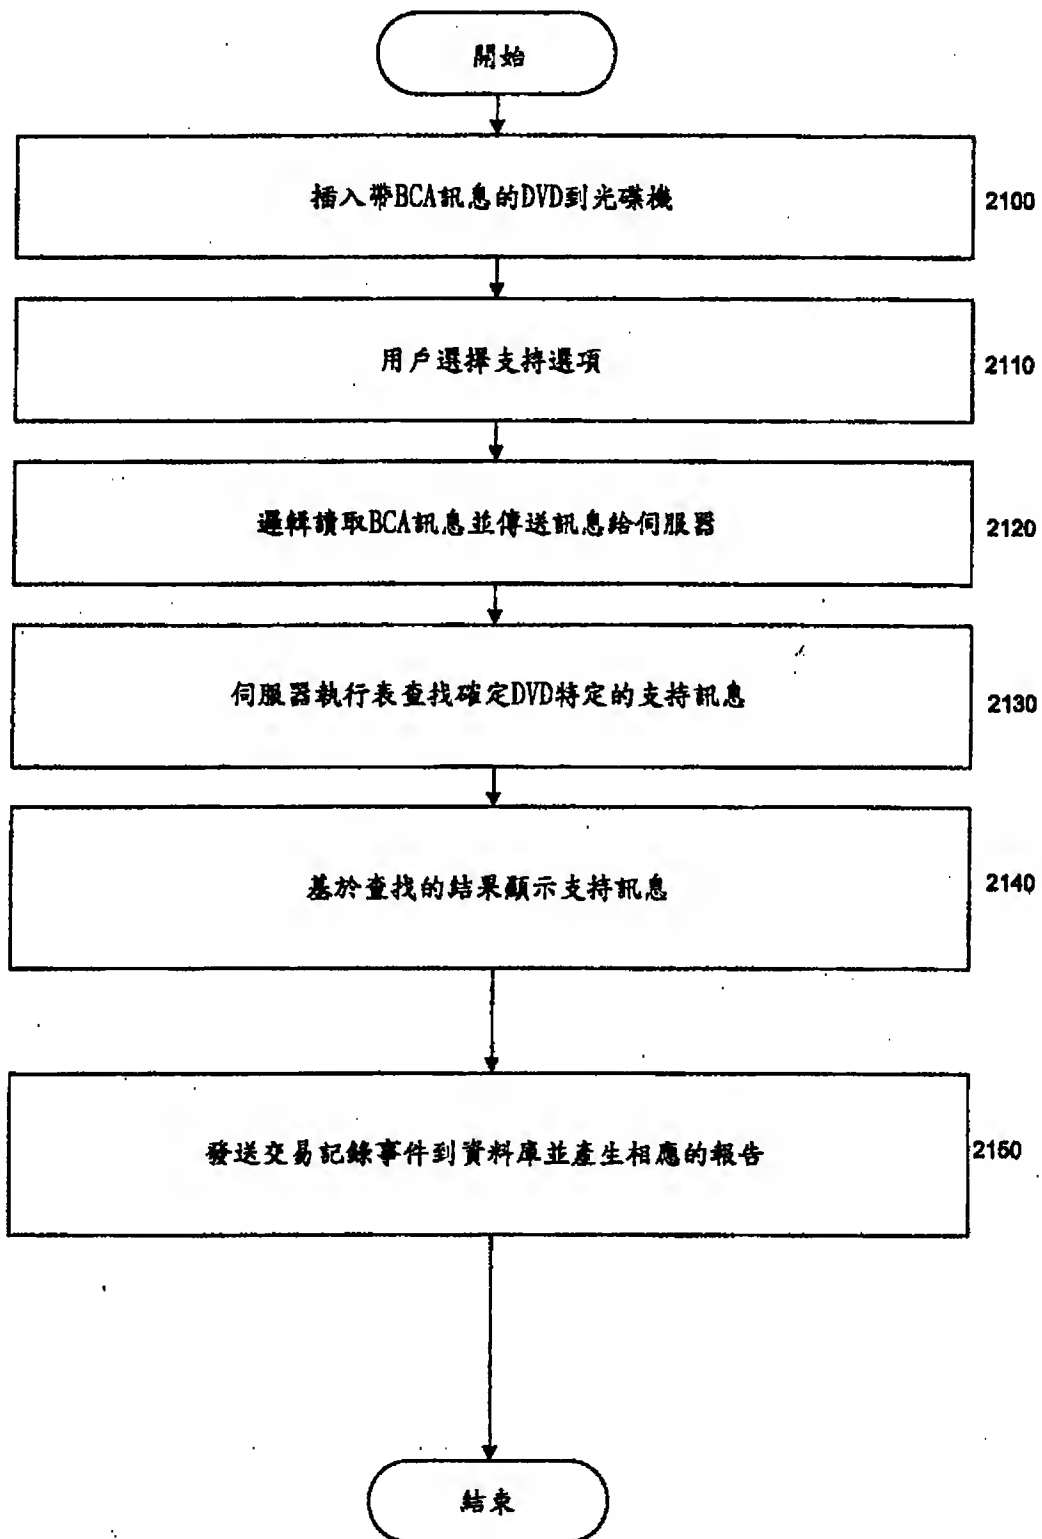 開始
插入帶BCA訊息的DVD到光碟機
2100
用戶選擇支持選項
2110
邏輯讀取BCA訊息並傳送訊息給伺服器
2120
伺服器執行表查找確定DVD特定的支持訊息
2130
基於查找的結果顯示支持訊息
2140
發送交易記錄事件到資料庫並產生相應的報告
2150
結束